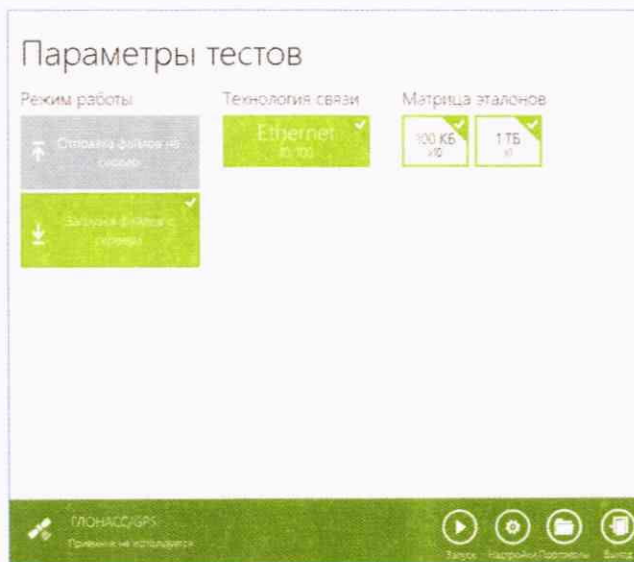 Параметры тестов
Режим работы
Технология связи
Матрица эталонов
Отправка файлов на
сервер
Ethernet
10/100
100 КБ
x10
1 ТБ
x1
Загрузка файлов с
сервера
ГЛОНАСС/GPS
Приемник не используется
Запуск
Настройки
Протоколы
Выход